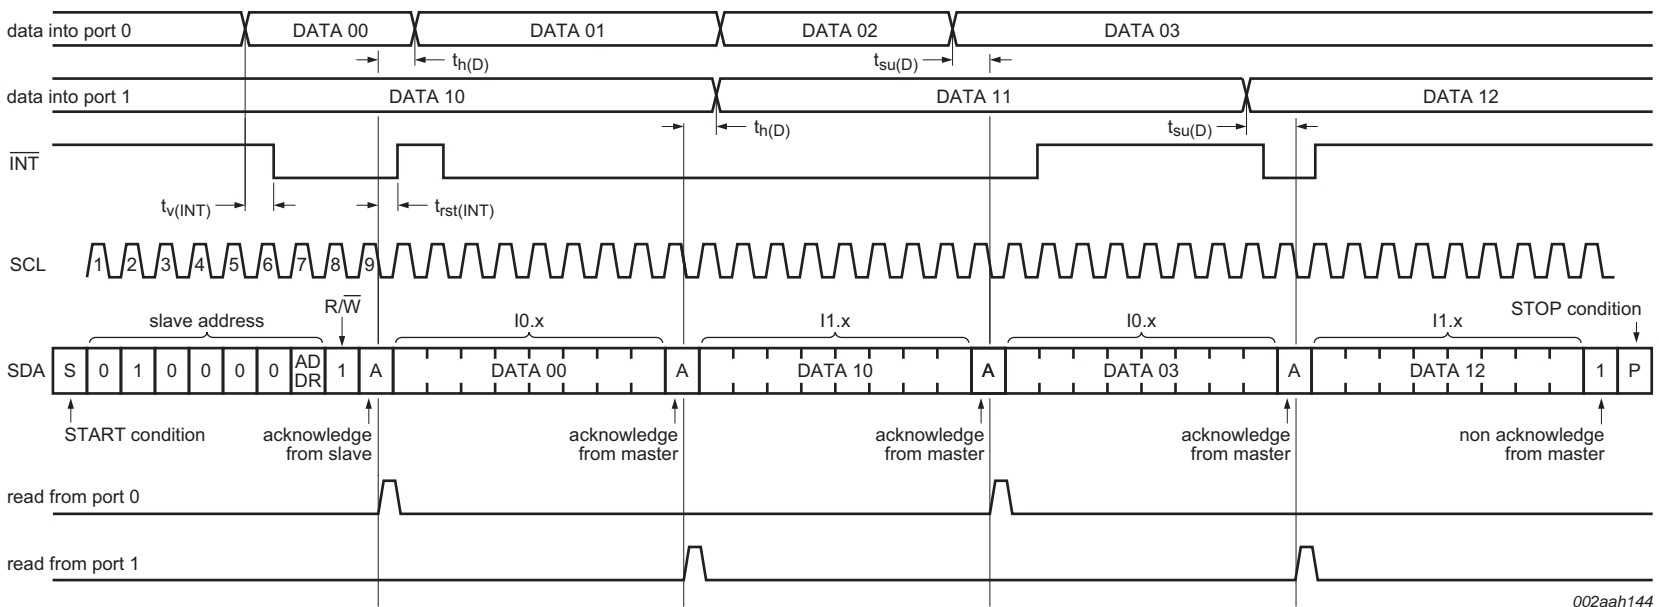 data into port 0 DATA 00 DATA 01 DATA 02 DATA 03
th(D) tsu(D)
data into port 1 DATA 10 DATA 11 DATA 12
th(D) tsu(D)
INT
tv(INT) trst(INT)
SCL 1 2 3 4 5 6 7 8 9
R/W STOP condition
slave address I0.x I1.x I0.x I1.x
SDA S 0 1 0 0 0 0 AD DR 1 A DATA 00 A DATA 10 A DATA 03 A DATA 12 1 P
START condition acknowledge acknowledge acknowledge acknowledge non acknowledge
from slave from master from master from master from master
read from port 0
read from port 1
002aah144